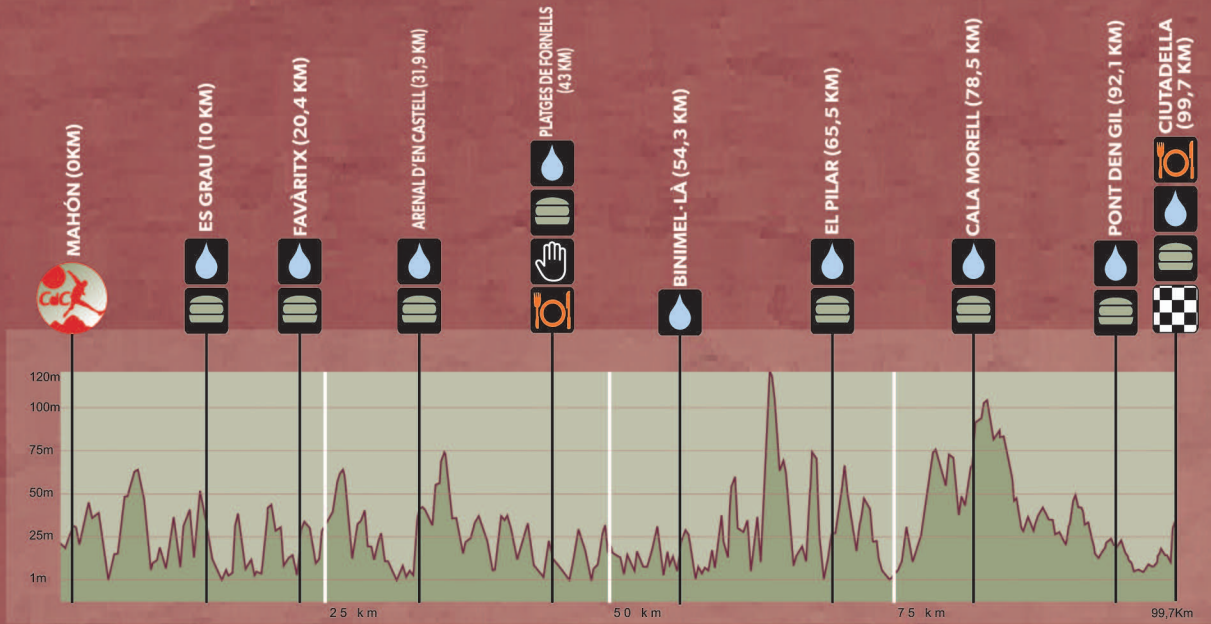 MAHÓN (0KM)
ES GRAU (10 KM)
FAVÀRITX (20,4 KM)
ARENAL D'EN CASTELL (31,9 KM)
PLATGES DE FORNELLS
(43 KM)
BINIMEL·LÀ (54,3 KM)
EL PILAR (65,5 KM)
CALA MORELL (78,5 KM)
PONT DEN GIL (92,1 KM)
CIUTADELLA
(99,7 KM)
CdC
120m
100m
75m
50m
25m
1m
25 km
50 km
75 km
99,7Km